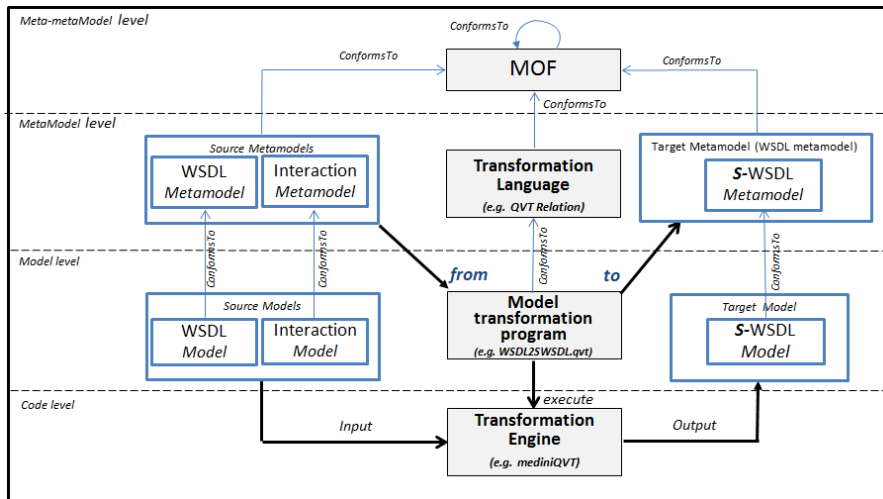 Meta-metaModel level
ConformsTo
ConformsTo
MOF
ConformsTo
ConformsTo
MetaModel level
Source Metamodels
WSDL
Metamodel
Interaction
Metamodel
Transformation
Language
(e.g. QVT Relation)
Target Metamodel (WSDL metamodel)
S-WSDL
Metamodel
ConformsTo
ConformsTo
ConformsTo
ConformsTo
Model level
from
to
Source Models
WSDL
Model
Interaction
Model
Model
transformation
program
(e.g. WSDL2SWSDL.qvt)
Target Model
S-WSDL
Model
Code level
execute
Input
Transformation
Engine
(e.g. mediniQVT)
Output